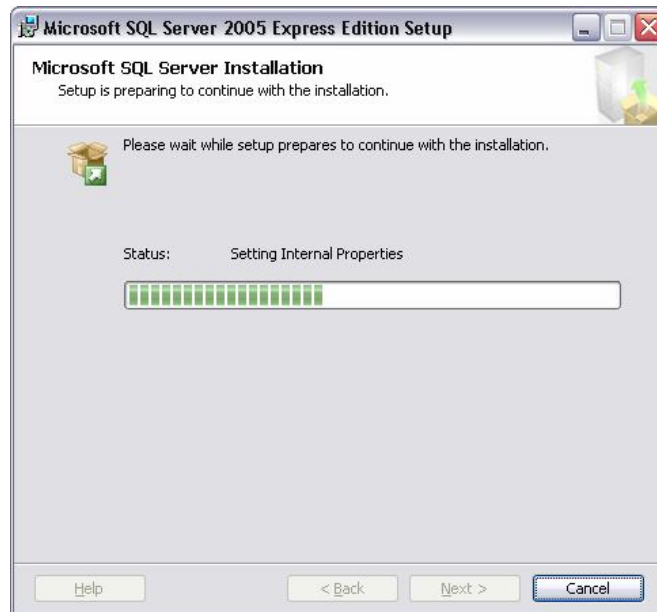 Microsoft SQL Server 2005 Express Edition Setup
Microsoft SQL Server Installation
Setup is preparing to continue with the installation.
Please wait while setup prepares to continue with the installation.
Status: Setting Internal Properties
Help < Back Next > Cancel